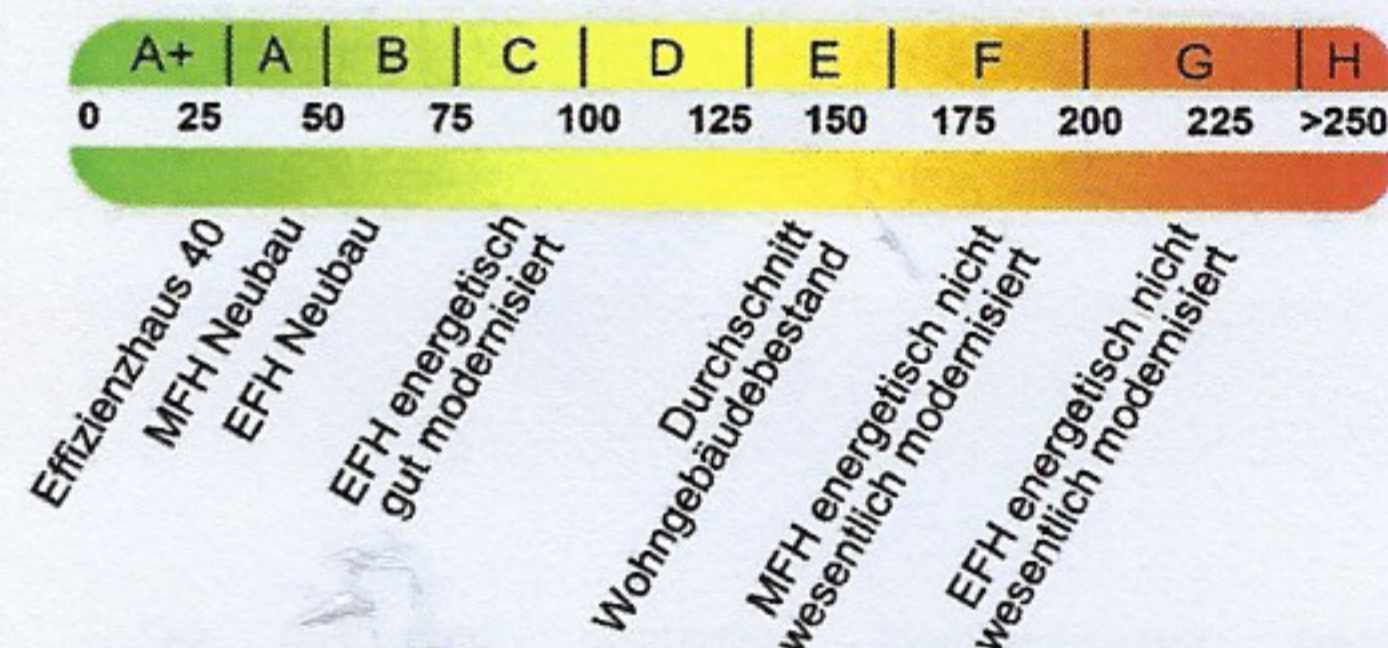 A+ | A | B | C | D | E | F | G | H
0 25 50 75 100 125 150 175 200 225 >250
Effizienzhaus 40
MFH Neubau
EFH Neubau
EFH energetisch
gut modernisiert
Durchschnitt
Wohngebäudebestand
MFH energetisch nicht
wesentlich modernisiert
EFH energetisch nicht
wesentlich modernisiert